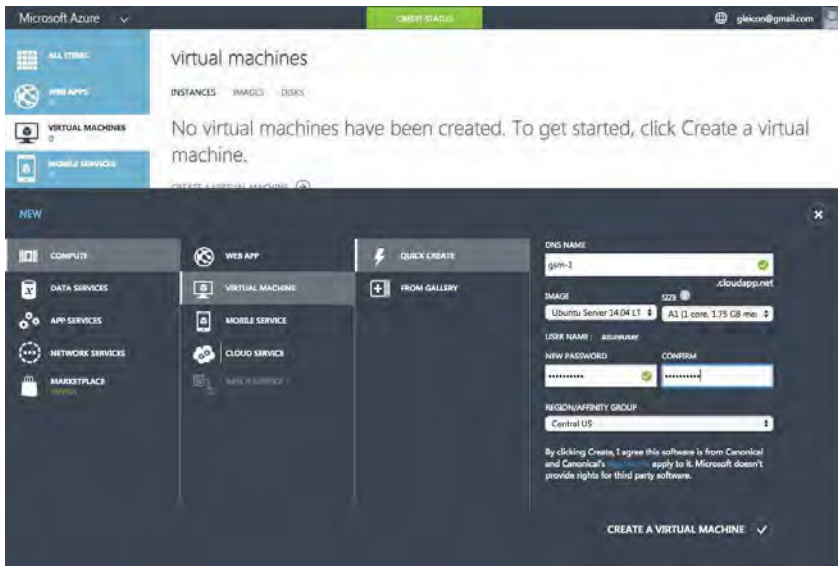 Microsoft Azure
CREDIT STATUS
gleicon@gmail.com
ALL ITEMS
WEB APPS
0
VIRTUAL MACHINES
0
MOBILE SERVICES
0
virtual machines
INSTANCES IMAGES DISKS
No virtual machines have been created. To get started, click Create a virtual
machine.
CREATE A VIRTUAL MACHINE
NEW
COMPUTE
DATA SERVICES
APP SERVICES
NETWORK SERVICES
MARKETPLACE
WEB APP
VIRTUAL MACHINE
MOBILE SERVICE
CLOUD SERVICE
QUICK CREATE
FROM GALLERY
DNS NAME
gsm-1
.cloudapp.net
IMAGE SIZE
Ubuntu Server 14.04 LT A1 (1 core, 1.75 GB me
USER NAME : azureuser
NEW PASSWORD CONFIRM
REGION/AFFINITY GROUP
Central US
By clicking Create, I agree this software is from Canonical
and Canonical's apply to it. Microsoft doesn't
provide rights for third party software.
CREATE A VIRTUAL MACHINE